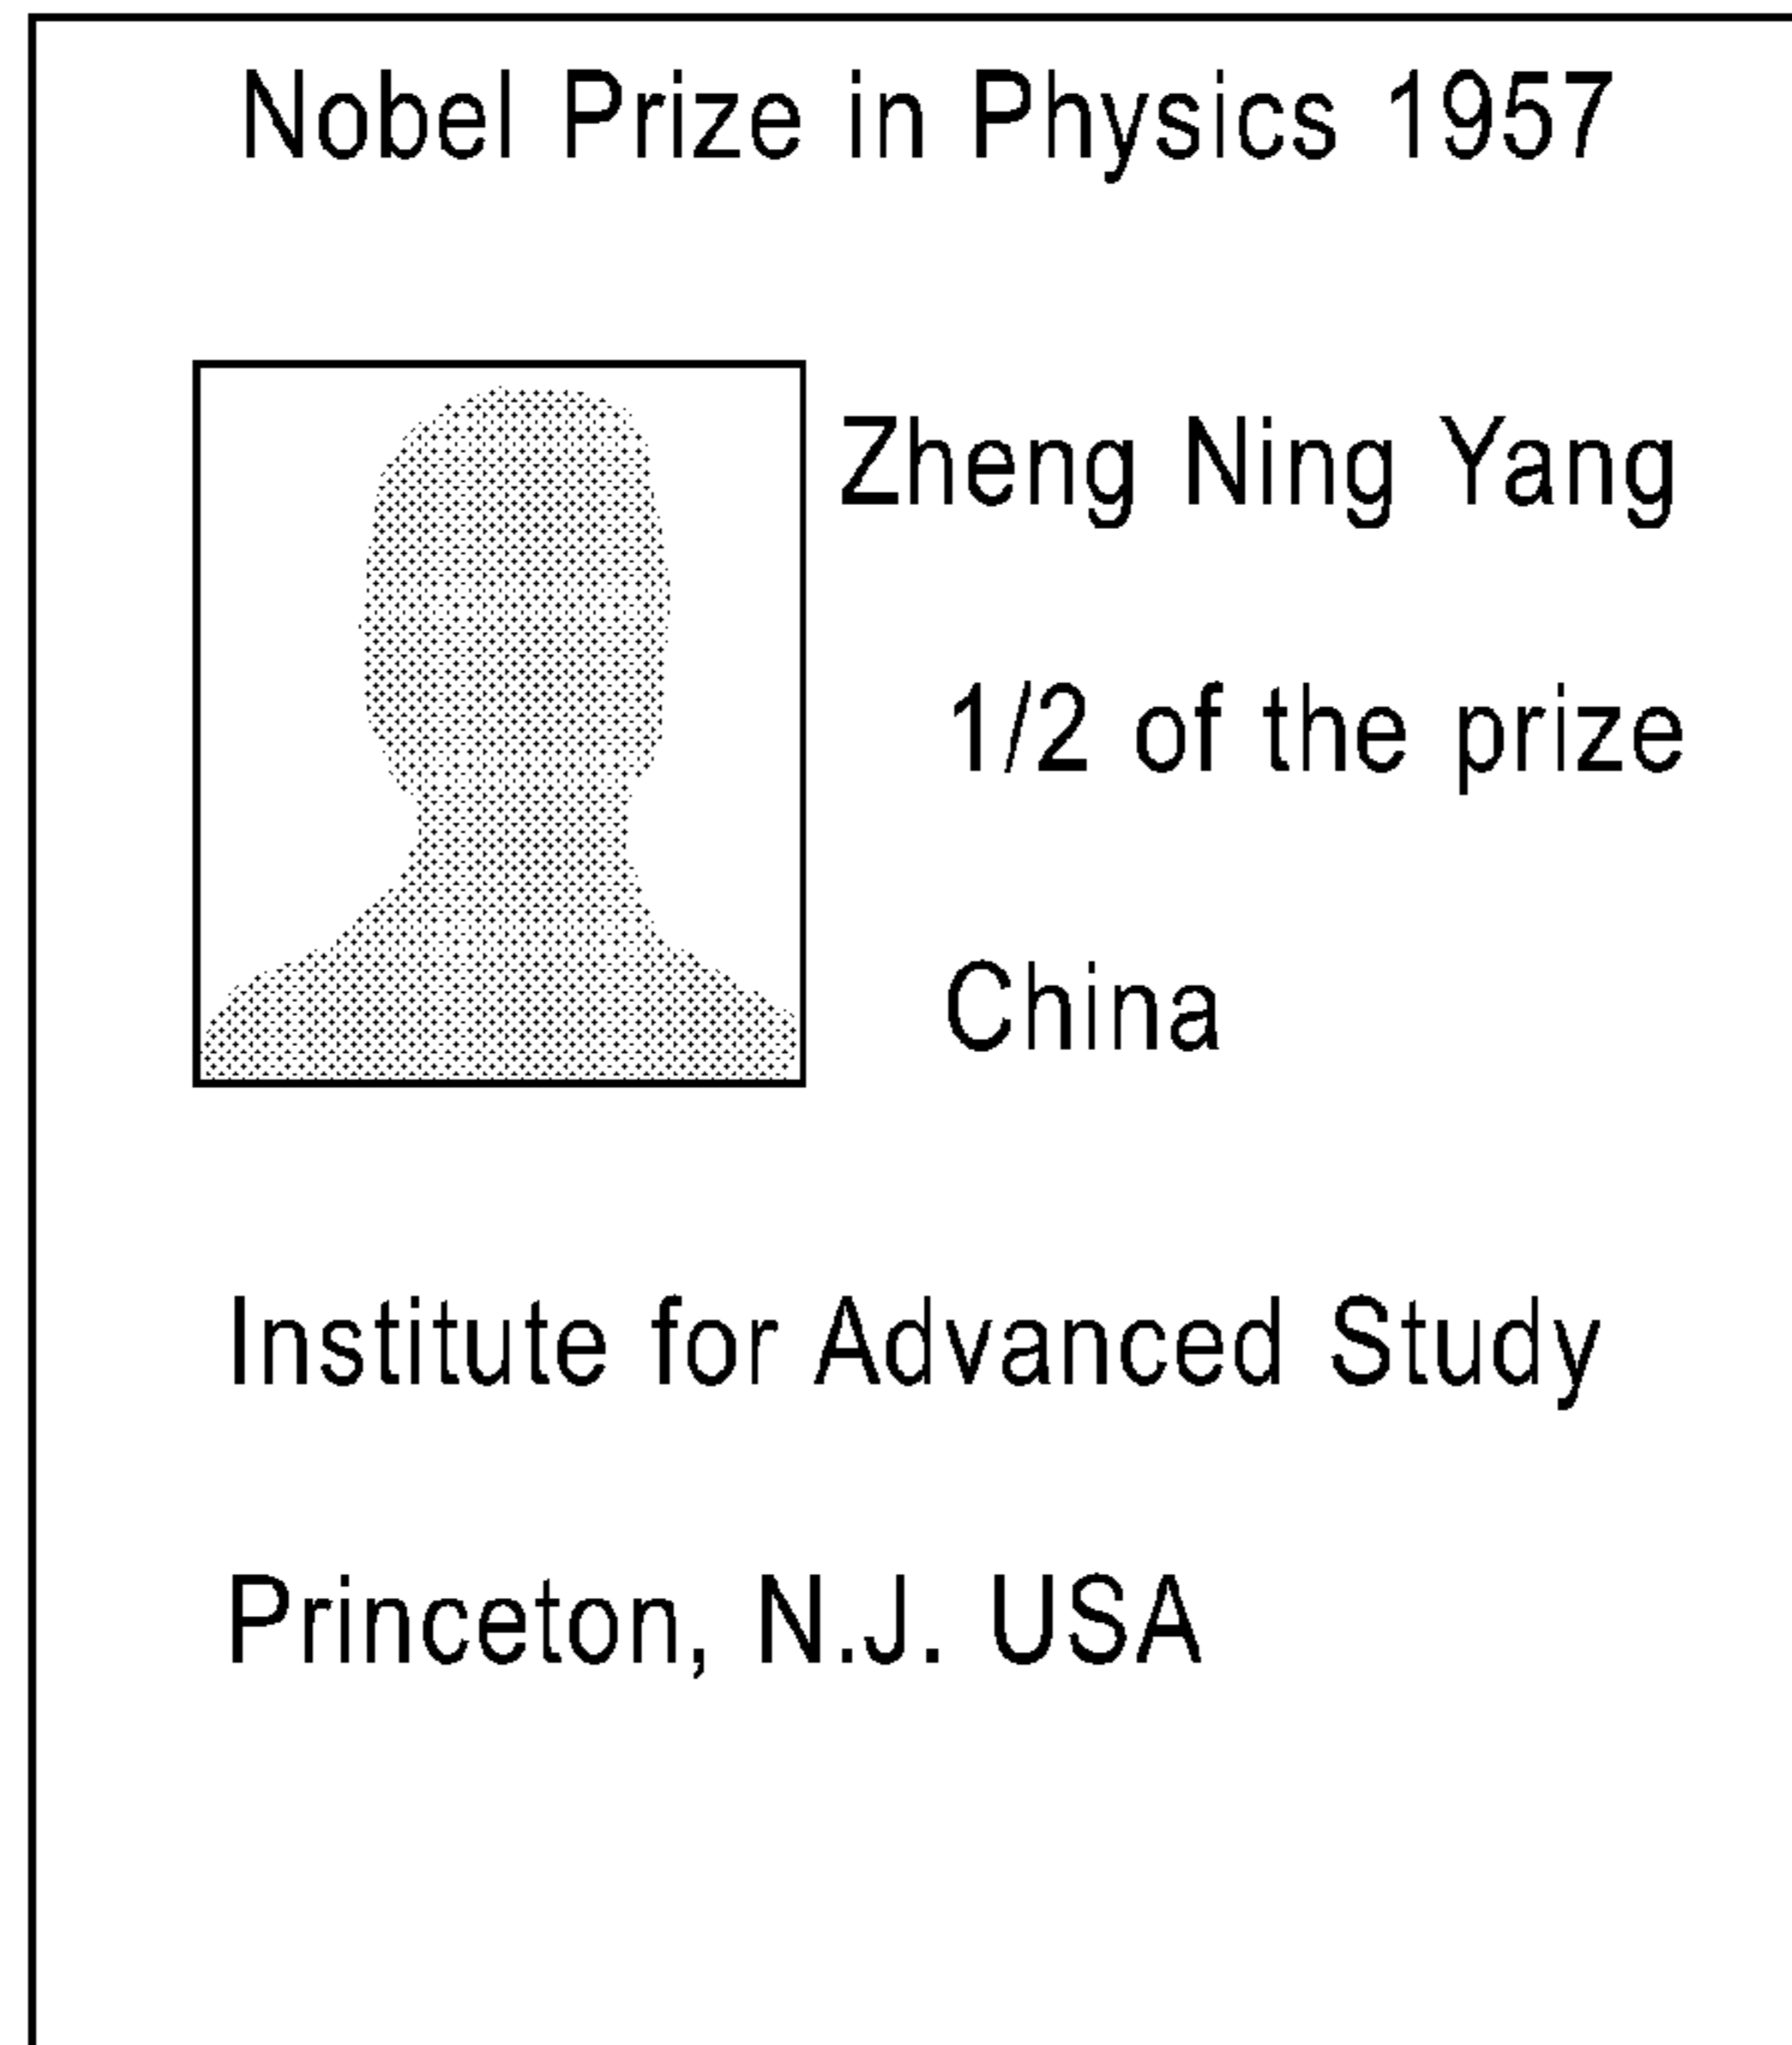 Nobel Prize in Physics 1957
Zheng Ning Yang
1/2 of the prize
China
Institute for Advanced Study
Princeton, N.J. USA